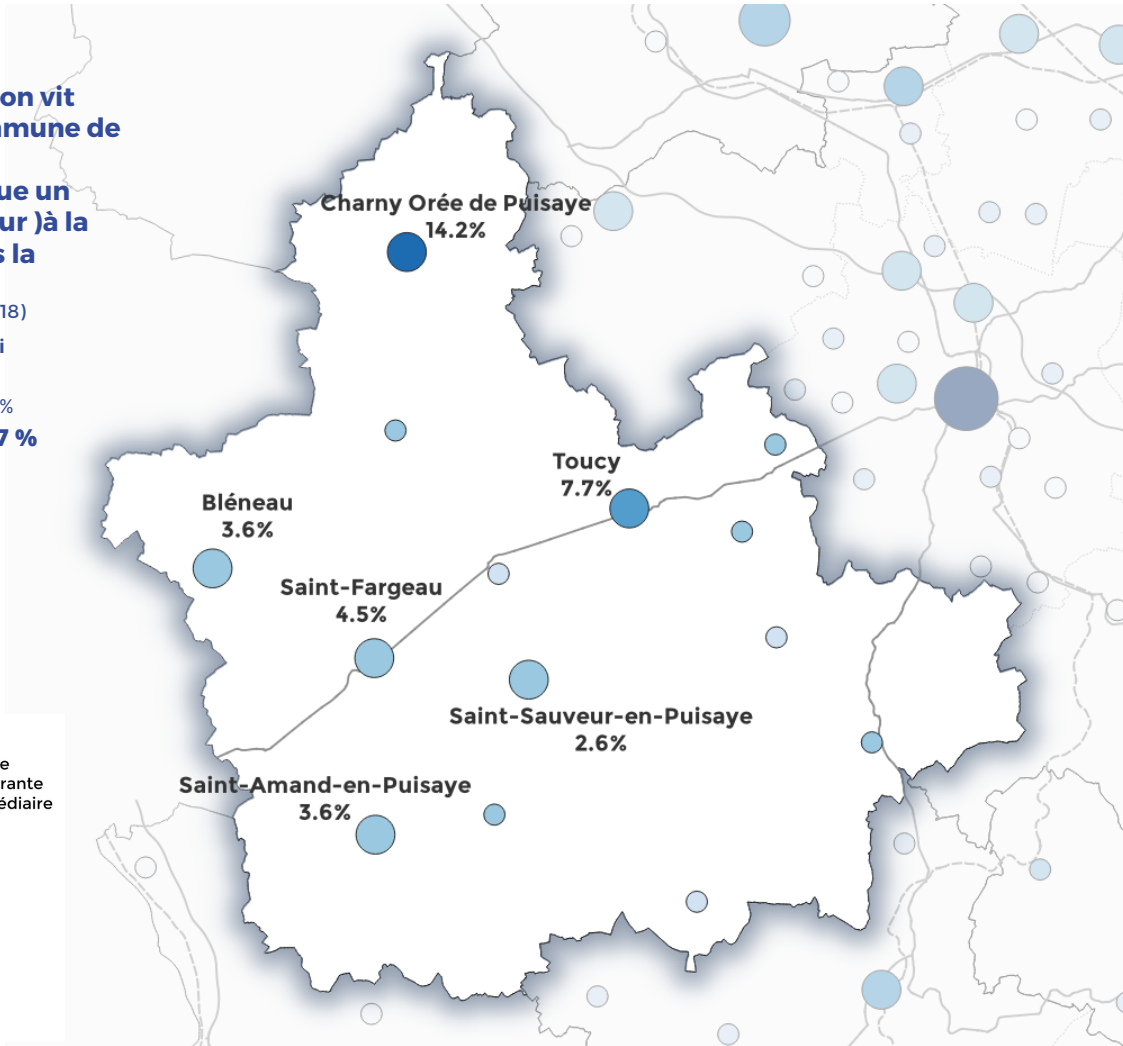 on vit
mmune de
ue un
ur )à la
s la
18)
i
%
7 %
Charny Orée de Puisaye
14.2%
Toucy
7.7%
Bléneau
3.6%
Saint-Fargeau
4.5%
Saint-Sauveur-en-Puisaye
2.6%
Saint-Amand-en-Puisaye
3.6%
e
rante
édiaire